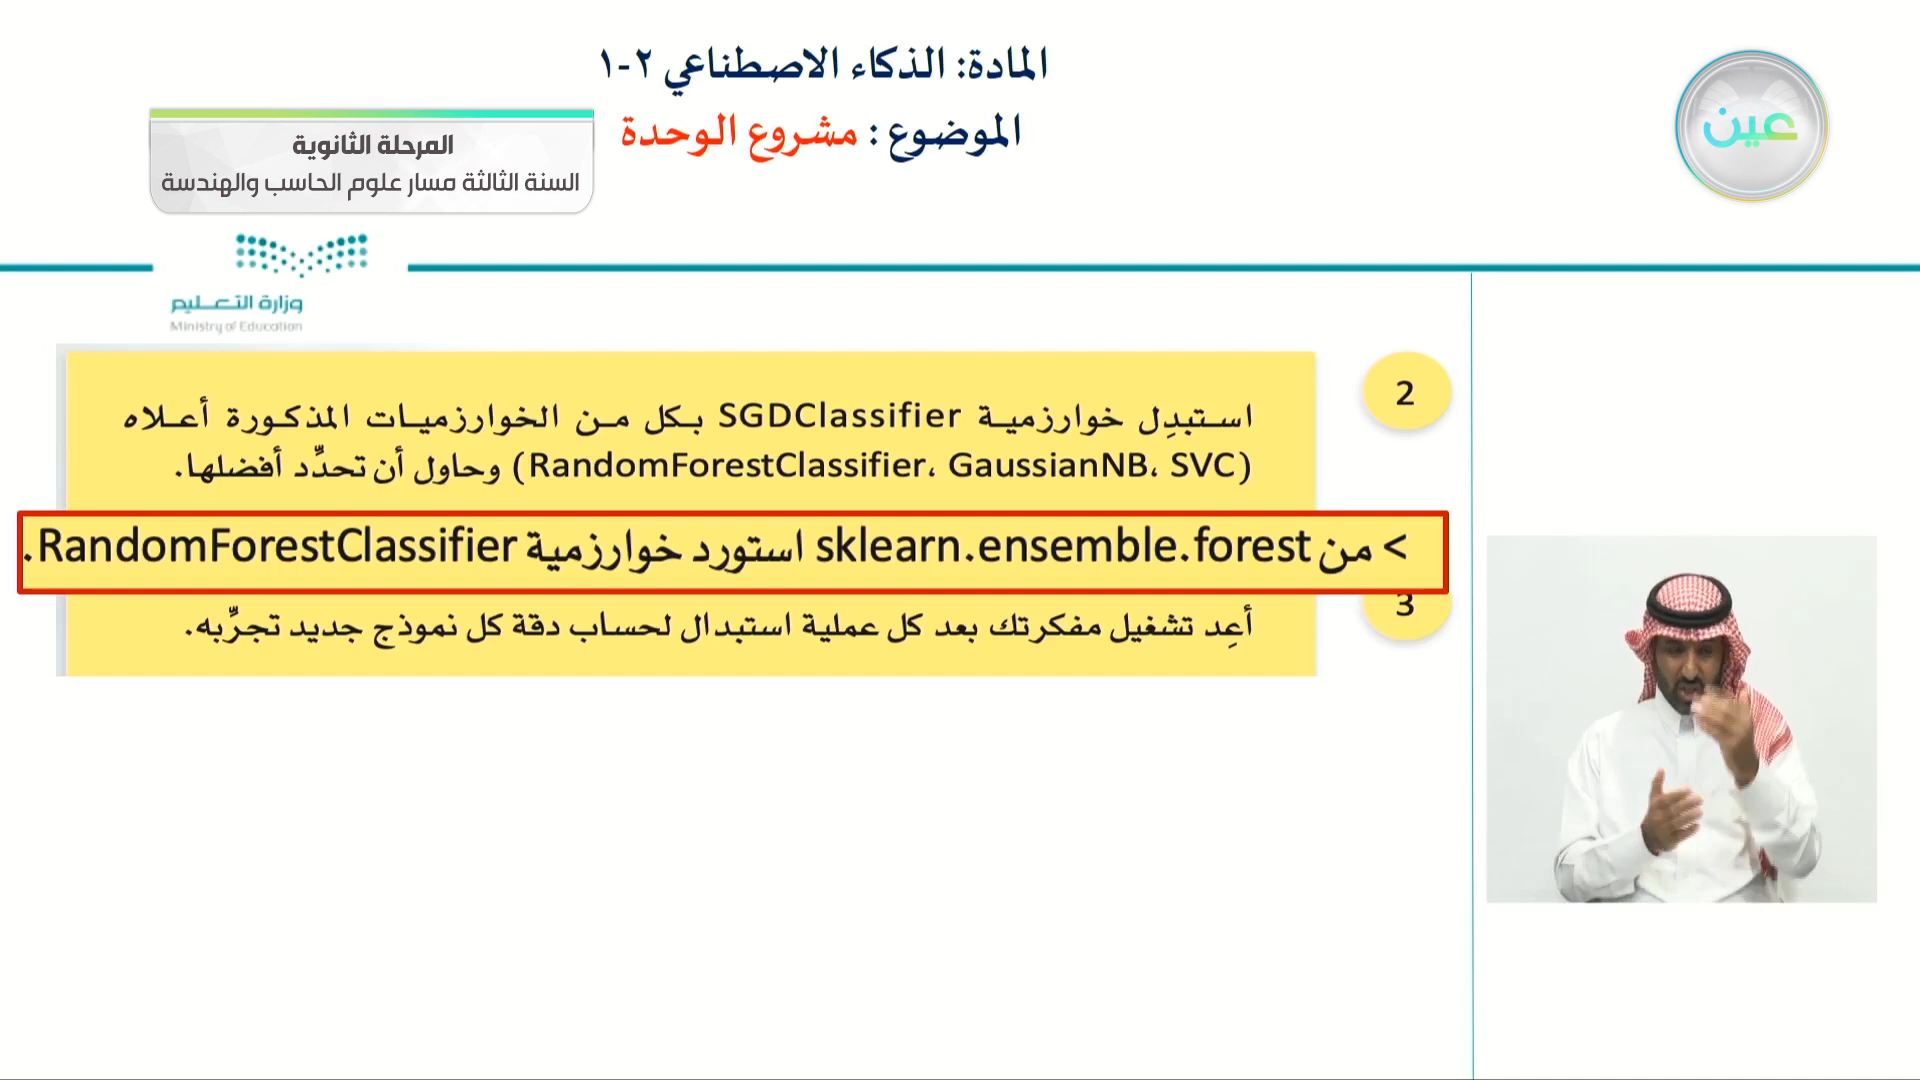 المادة: الذكاء الاصطناعي ٢-١
الموضوع : مشروع الوحدة
المرحلة الثانوية
السنة الثالثة مسار علوم الحاسب والهندسة
عين
وزارة التعليم
Ministry of Education
2
استبدِل خوارزمية SGDClassifier بكل من الخوارزميات المذكورة أعلاه
(RandomForestClassifier، GaussianNB، SVC) وحاول أن تحدِّد أفضلها.
> من sklearn.ensemble.forest استورد خوارزمية RandomForestClassifier.
3
أعِد تشغيل مفكرتك بعد كل عملية استبدال لحساب دقة كل نموذج جديد تجرِّبه.